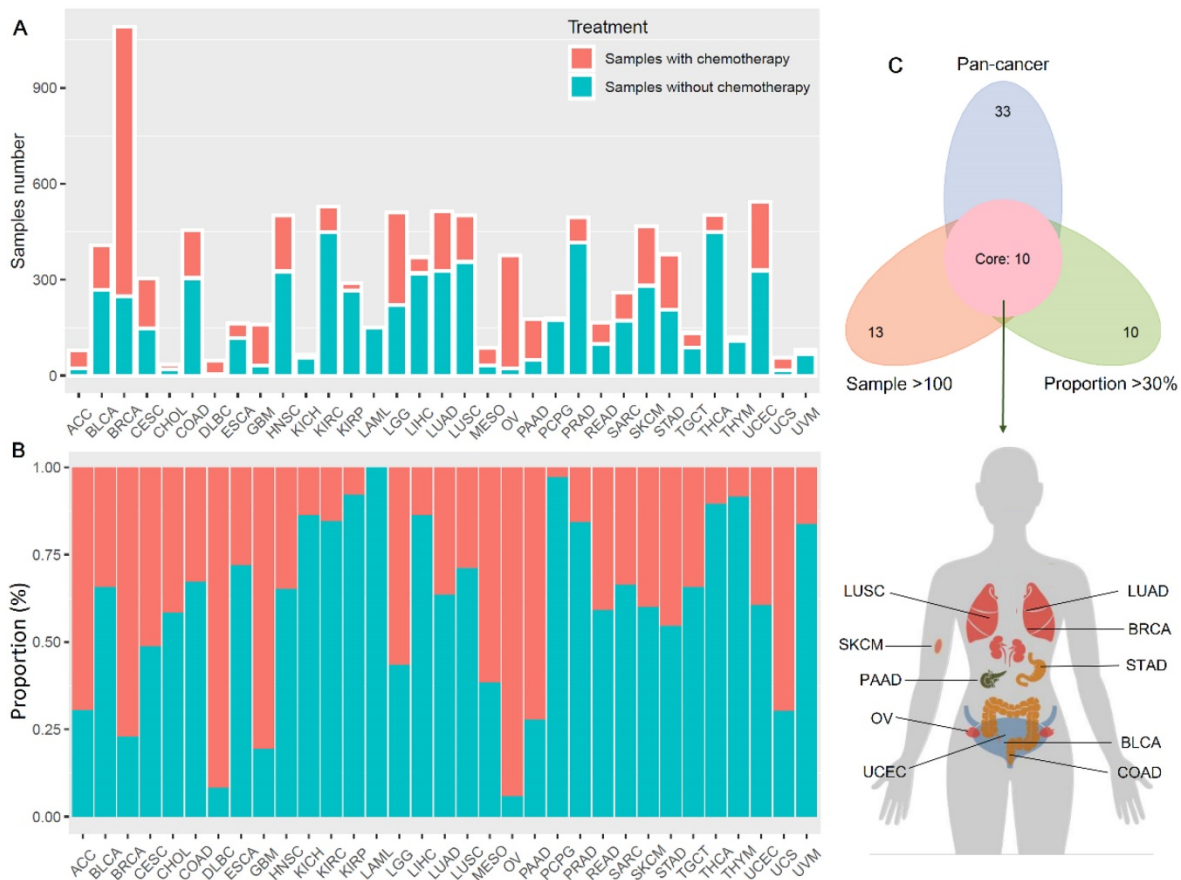 A
Treatment
Samples with chemotherapy
Samples without chemotherapy
Samples number
900
600
300
0
ACC BLCA BRCA CESC CHOL COAD DLBC ESCA GBM HNSC KICH KIRC KIRP LAML LGG LIHC LUAD LUSC MESO OV PAAD PCPG PRAD READ SARC SKCM STAD TGCT THCA THYM UCEC UCS UVM
B
Proportion (%)
1.00
0.75
0.50
0.25
0.00
ACC BLCA BRCA CESC CHOL COAD DLBC ESCA GBM HNSC KICH KIRC KIRP LAML LGG LIHC LUAD LUSC MESO OV PAAD PCPG PRAD READ SARC SKCM STAD TGCT THCA THYM UCEC UCS UVM
C
Pan-cancer
33
Core: 10
13
10
Sample >100
Proportion >30%
LUSC
LUAD
BRCA
SKCM
STAD
PAAD
OV
BLCA
UCEC
COAD